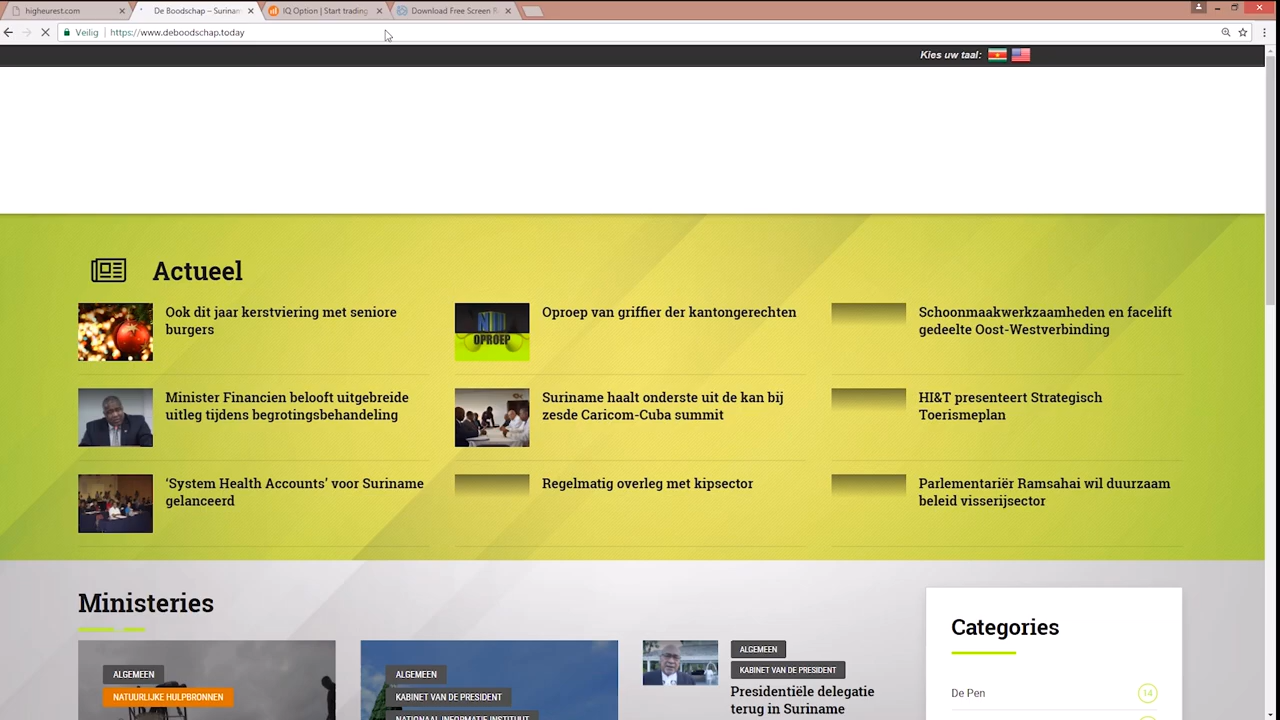 higheurest.com
De Boodschap – Surinam
IQ Option | Start trading
Download Free Screen R
Veilig
https://www.deboodschap.today
Kies uw taal:
Actueel
Ook dit jaar kerstviering met seniore
burgers
OPROEP
Oproep van griffier der kantongerechten
Schoonmaakwerkzaamheden en facelift
gedeelte Oost-Westverbinding
Minister Financien belooft uitgebreide
uitleg tijdens begrotingsbehandeling
Suriname haalt onderste uit de kan bij
zesde Caricom-Cuba summit
HI&T presenteert Strategisch
Toerismeplan
‘System Health Accounts’ voor Suriname
gelanceerd
Regelmatig overleg met kipsector
Parlementariër Ramsahai wil duurzaam
beleid visserijsector
Ministeries
ALGEMEEN
NATUURLIJKE HULPBRONNEN
ALGEMEEN
KABINET VAN DE PRESIDENT
NATIONAAL INFORMATIE INSTITUUT
ALGEMEEN
KABINET VAN DE PRESIDENT
Presidentiële delegatie
terug in Suriname
Categories
De Pen
14